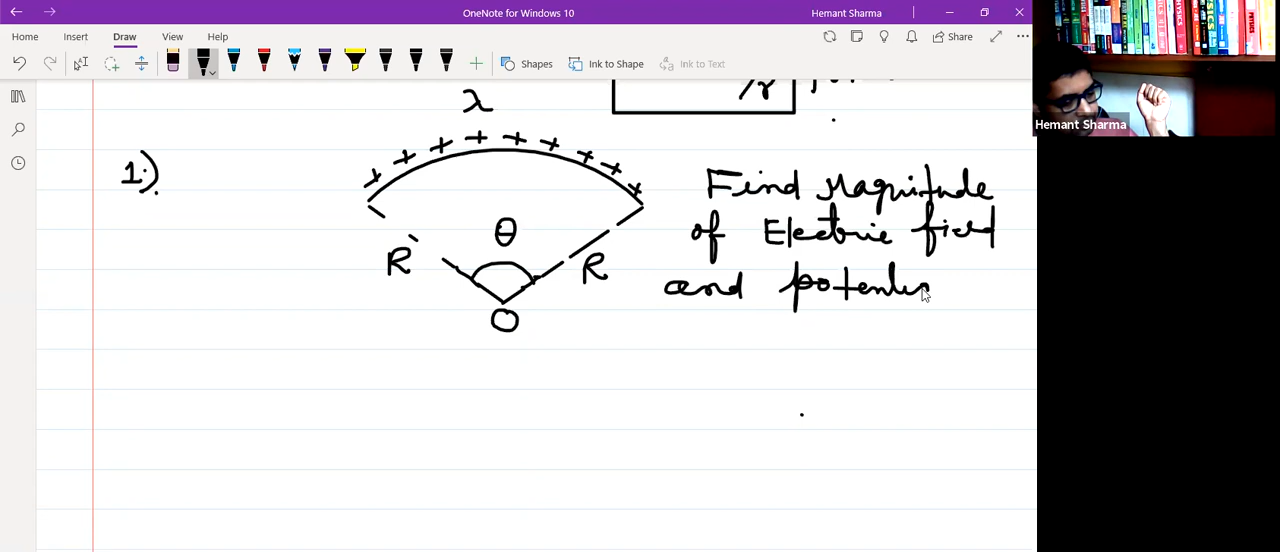 OneNote for Windows 10
Hemant Sharma
Home Insert Draw View Help
Share
Shapes
Ink to Shape
Ink to Text
Hemant Sharma
λ
+ + + + + + + + +
1.)
θ
R R
O
Find Magnitude
of Electric field
and potenti